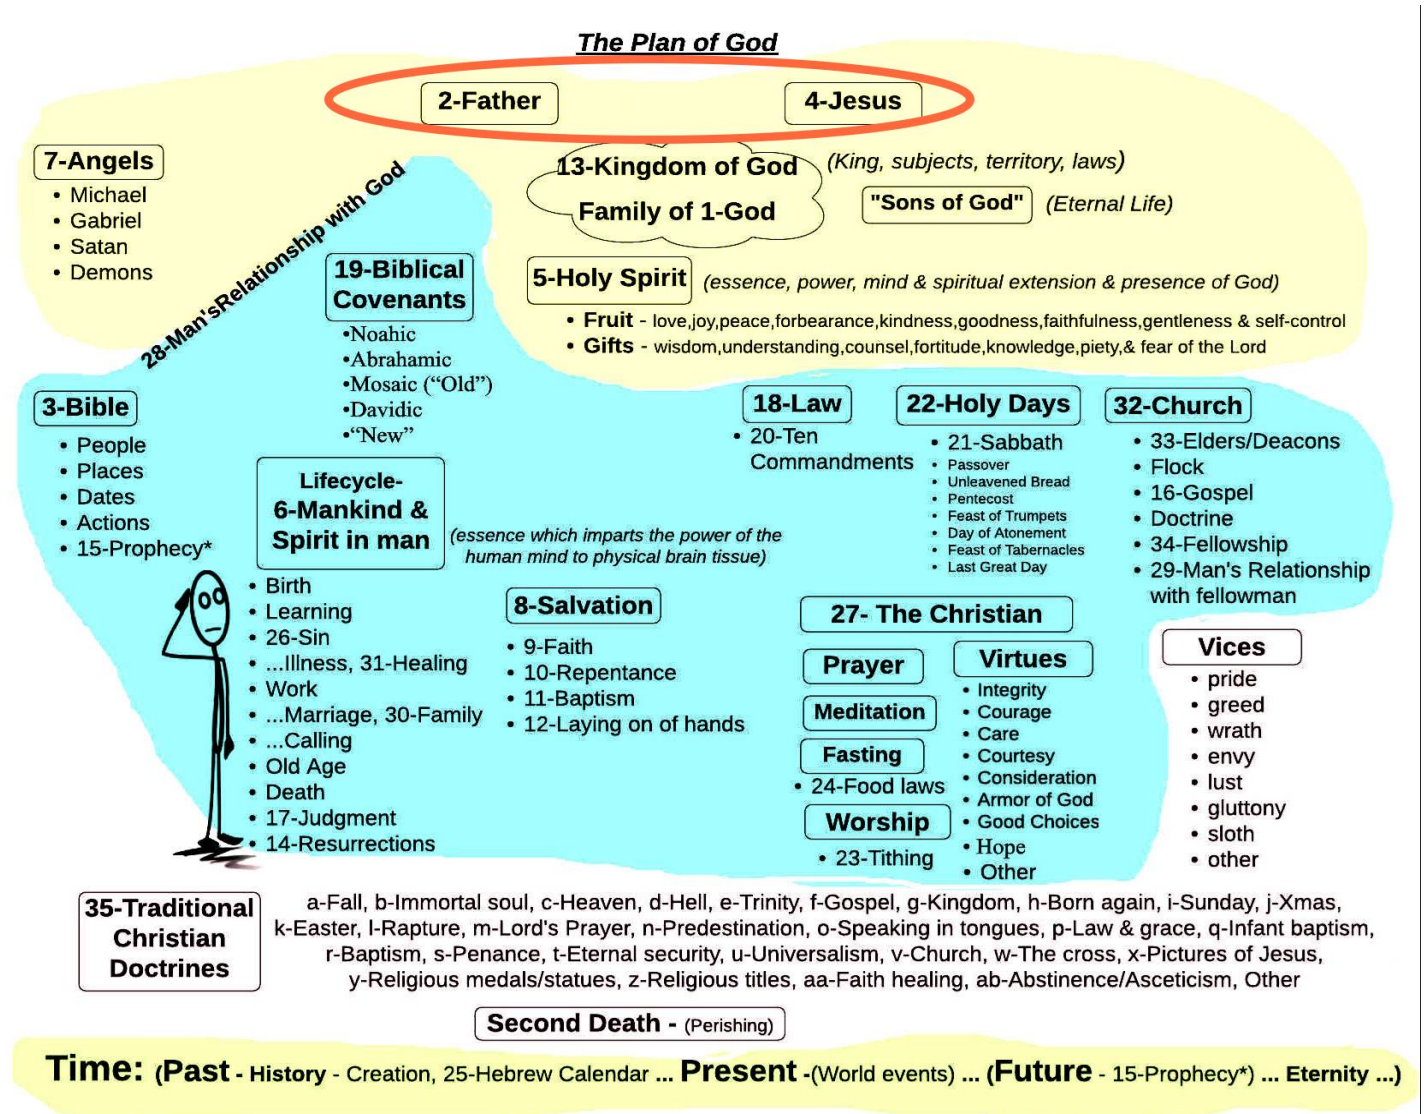 The Plan of God
2-Father
4-Jesus
7-Angels
• Michael
• Gabriel
• Satan
• Demons
28-Man'sRelationship with God
13-Kingdom of God
Family of 1-God
(King, subjects, territory, laws)
"Sons of God"
(Eternal Life)
5-Holy Spirit
(essence, power, mind & spiritual extension & presence of God)
• Fruit - love,joy,peace,forbearance,kindness,goodness,faithfulness,gentleness & self-control
• Gifts - wisdom,understanding,counsel,fortitude,knowledge,piety,& fear of the Lord
19-Biblical
Covenants
•Noahic
•Abrahamic
•Mosaic (“Old”)
•Davidic
•“New”
3-Bible
• People
• Places
• Dates
• Actions
• 15-Prophecy*
Lifecycle-
6-Mankind &
Spirit in man
(essence which imparts the power of the
human mind to physical brain tissue)
• Birth
• Learning
• 26-Sin
• ...Illness, 31-Healing
• Work
• ...Marriage, 30-Family
• ...Calling
• Old Age
• Death
• 17-Judgment
• 14-Resurrections
8-Salvation
• 9-Faith
• 10-Repentance
• 11-Baptism
• 12-Laying on of hands
18-Law
• 20-Ten
Commandments
22-Holy Days
• 21-Sabbath
• Passover
• Unleavened Bread
• Pentecost
• Feast of Trumpets
• Day of Atonement
• Feast of Tabernacles
• Last Great Day
32-Church
• 33-Elders/Deacons
• Flock
• 16-Gospel
• Doctrine
• 34-Fellowship
• 29-Man's Relationship
with fellowman
27- The Christian
Prayer
Meditation
Fasting
• 24-Food laws
Worship
• 23-Tithing
Virtues
• Integrity
• Courage
• Care
• Courtesy
• Consideration
• Armor of God
• Good Choices
• Hope
• Other
Vices
• pride
• greed
• wrath
• envy
• lust
• gluttony
• sloth
• other
35-Traditional
Christian
Doctrines
a-Fall, b-Immortal soul, c-Heaven, d-Hell, e-Trinity, f-Gospel, g-Kingdom, h-Born again, i-Sunday, j-Xmas,
k-Easter, l-Rapture, m-Lord's Prayer, n-Predestination, o-Speaking in tongues, p-Law & grace, q-Infant baptism,
r-Baptism, s-Penance, t-Eternal security, u-Universalism, v-Church, w-The cross, x-Pictures of Jesus,
y-Religious medals/statues, z-Religious titles, aa-Faith healing, ab-Abstinence/Asceticism, Other
Second Death - (Perishing)
Time: (Past - History - Creation, 25-Hebrew Calendar ... Present -(World events) ... (Future - 15-Prophecy*) ... Eternity ...)